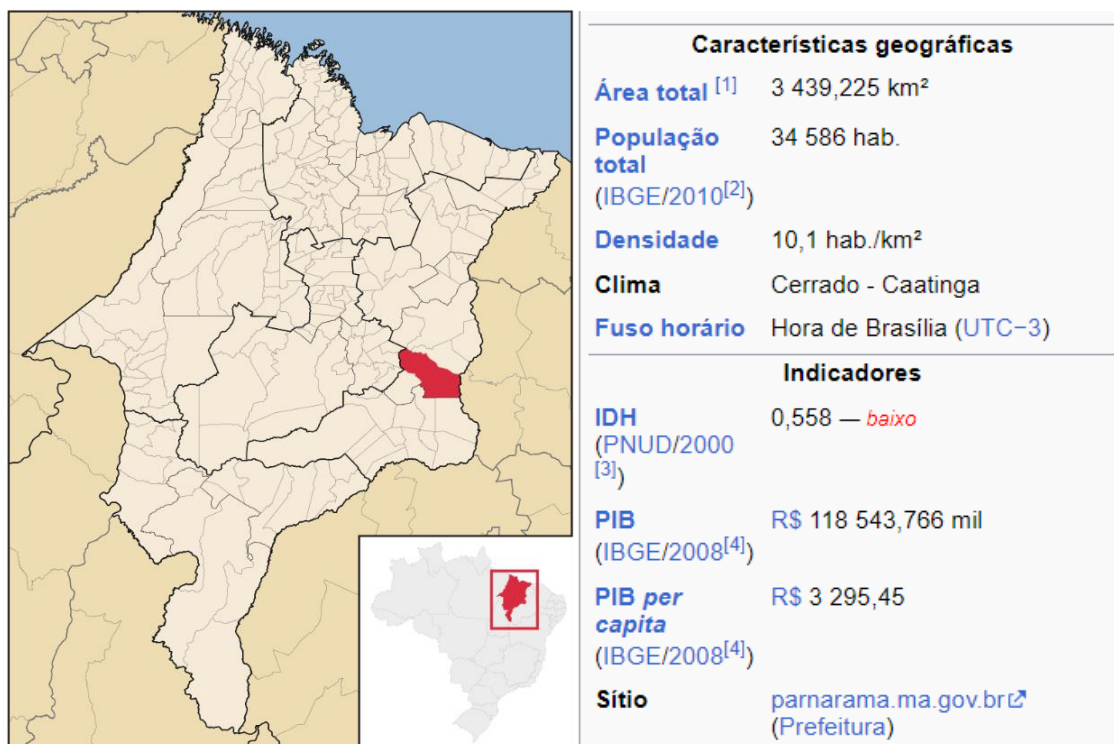 Características geográficas
Área total [1] 3 439,225 km²
População 34 586 hab.
total
(IBGE/2010[2])
Densidade 10,1 hab./km²
Clima Cerrado - Caatinga
Fuso horário Hora de Brasília (UTC−3)
Indicadores
IDH 0,558 — baixo
(PNUD/2000
[3])
PIB R$ 118 543,766 mil
(IBGE/2008[4])
PIB per R$ 3 295,45
capita
(IBGE/2008[4])
Sítio parnarama.ma.gov.br
(Prefeitura)